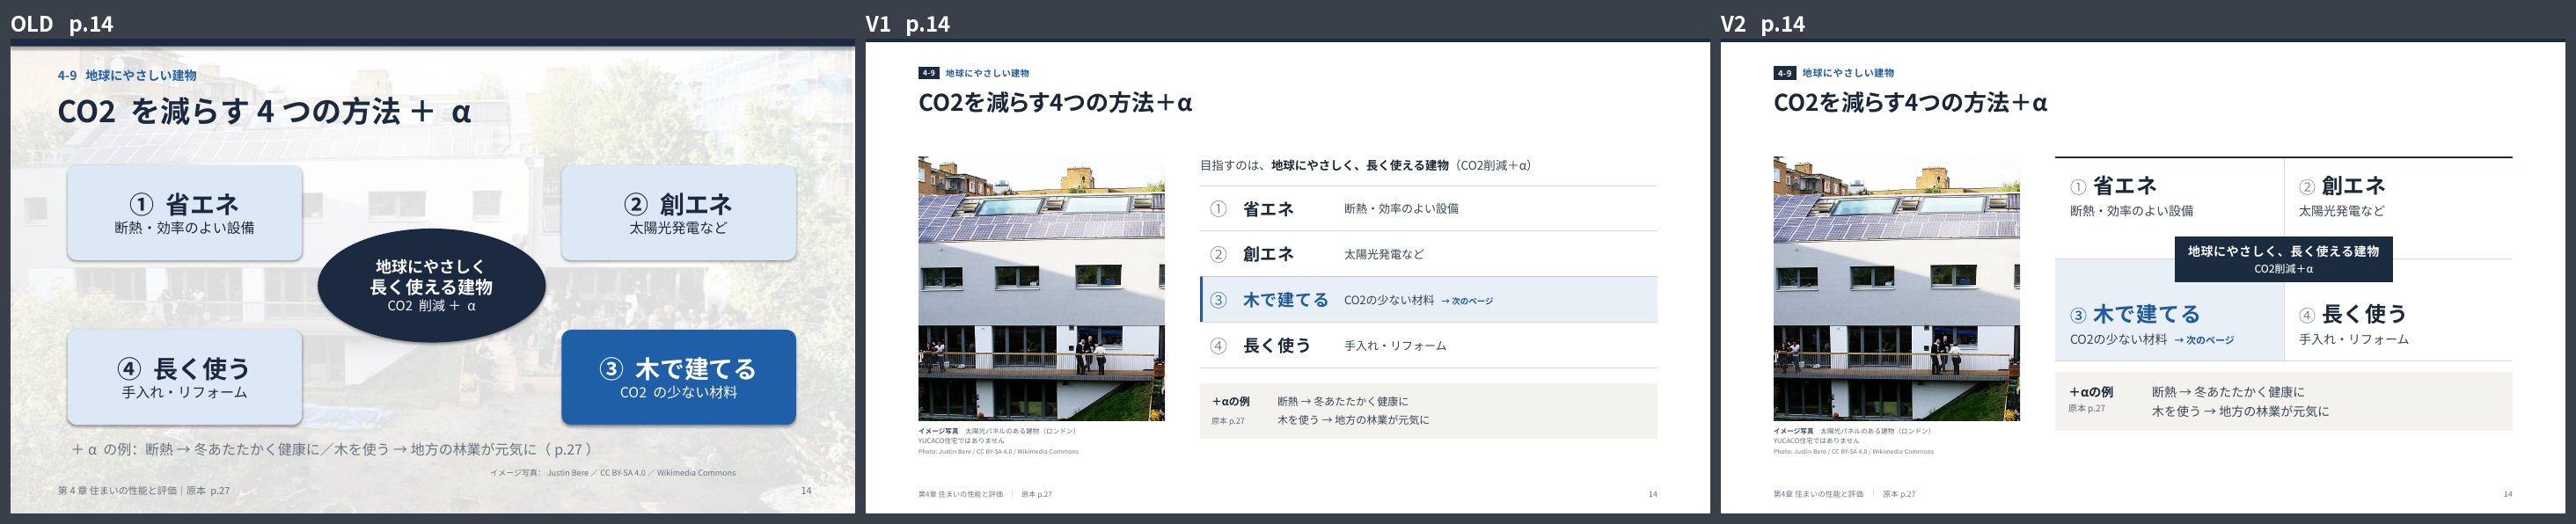 OLD p.14
4-9 地球にやさしい建物
CO2 を減らす 4 つの方法＋ α
① 省エネ
断熱・効率のよい設備
② 創エネ
太陽光発電など
地球にやさしく
長く使える建物
CO2 削減＋ α
④ 長く使う
手入れ・リフォーム
③ 木で建てる
CO2 の少ない材料
＋ α の例：断熱 → 冬あたたかく健康に／木を使う → 地方の林業が元気に（ p.27 ）
イメージ写真： Justin Bere ／ CC BY-SA 4.0 ／ Wikimedia Commons
第 4 章 住まいの性能と評価｜原本 p.27
14
V1 p.14
4-9 地球にやさしい建物
CO2を減らす4つの方法＋α
目指すのは、地球にやさしく、長く使える建物（CO2削減＋α）
① 省エネ 断熱・効率のよい設備
② 創エネ 太陽光発電など
③ 木で建てる CO2の少ない材料 → 次のページ
④ 長く使う 手入れ・リフォーム
＋αの例 断熱 → 冬あたたかく健康に
原本 p.27 木を使う → 地方の林業が元気に
イメージ写真 太陽光パネルのある建物（ロンドン）
YUCACO住宅ではありません
Photo: Justin Bere / CC BY-SA 4.0 / Wikimedia Commons
第4章 住まいの性能と評価 ｜ 原本 p.27
14
V2 p.14
4-9 地球にやさしい建物
CO2を減らす4つの方法＋α
① 省エネ
断熱・効率のよい設備
② 創エネ
太陽光発電など
地球にやさしく、長く使える建物
CO2削減＋α
③ 木で建てる
CO2の少ない材料 → 次のページ
④ 長く使う
手入れ・リフォーム
＋αの例 断熱 → 冬あたたかく健康に
原本 p.27 木を使う → 地方の林業が元気に
イメージ写真 太陽光パネルのある建物（ロンドン）
YUCACO住宅ではありません
Photo: Justin Bere / CC BY-SA 4.0 / Wikimedia Commons
第4章 住まいの性能と評価 ｜ 原本 p.27
14